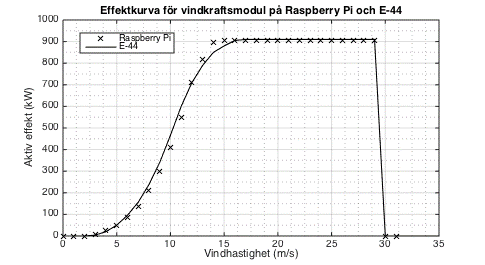 Effektkurva för vindkraftsmodul på Raspberry Pi och E-44
Raspberry Pi
E-44
Aktiv effekt (kW)
1000
900
800
700
600
500
400
300
200
100
0
0 5 10 15 20 25 30 35
Vindhastighet (m/s)